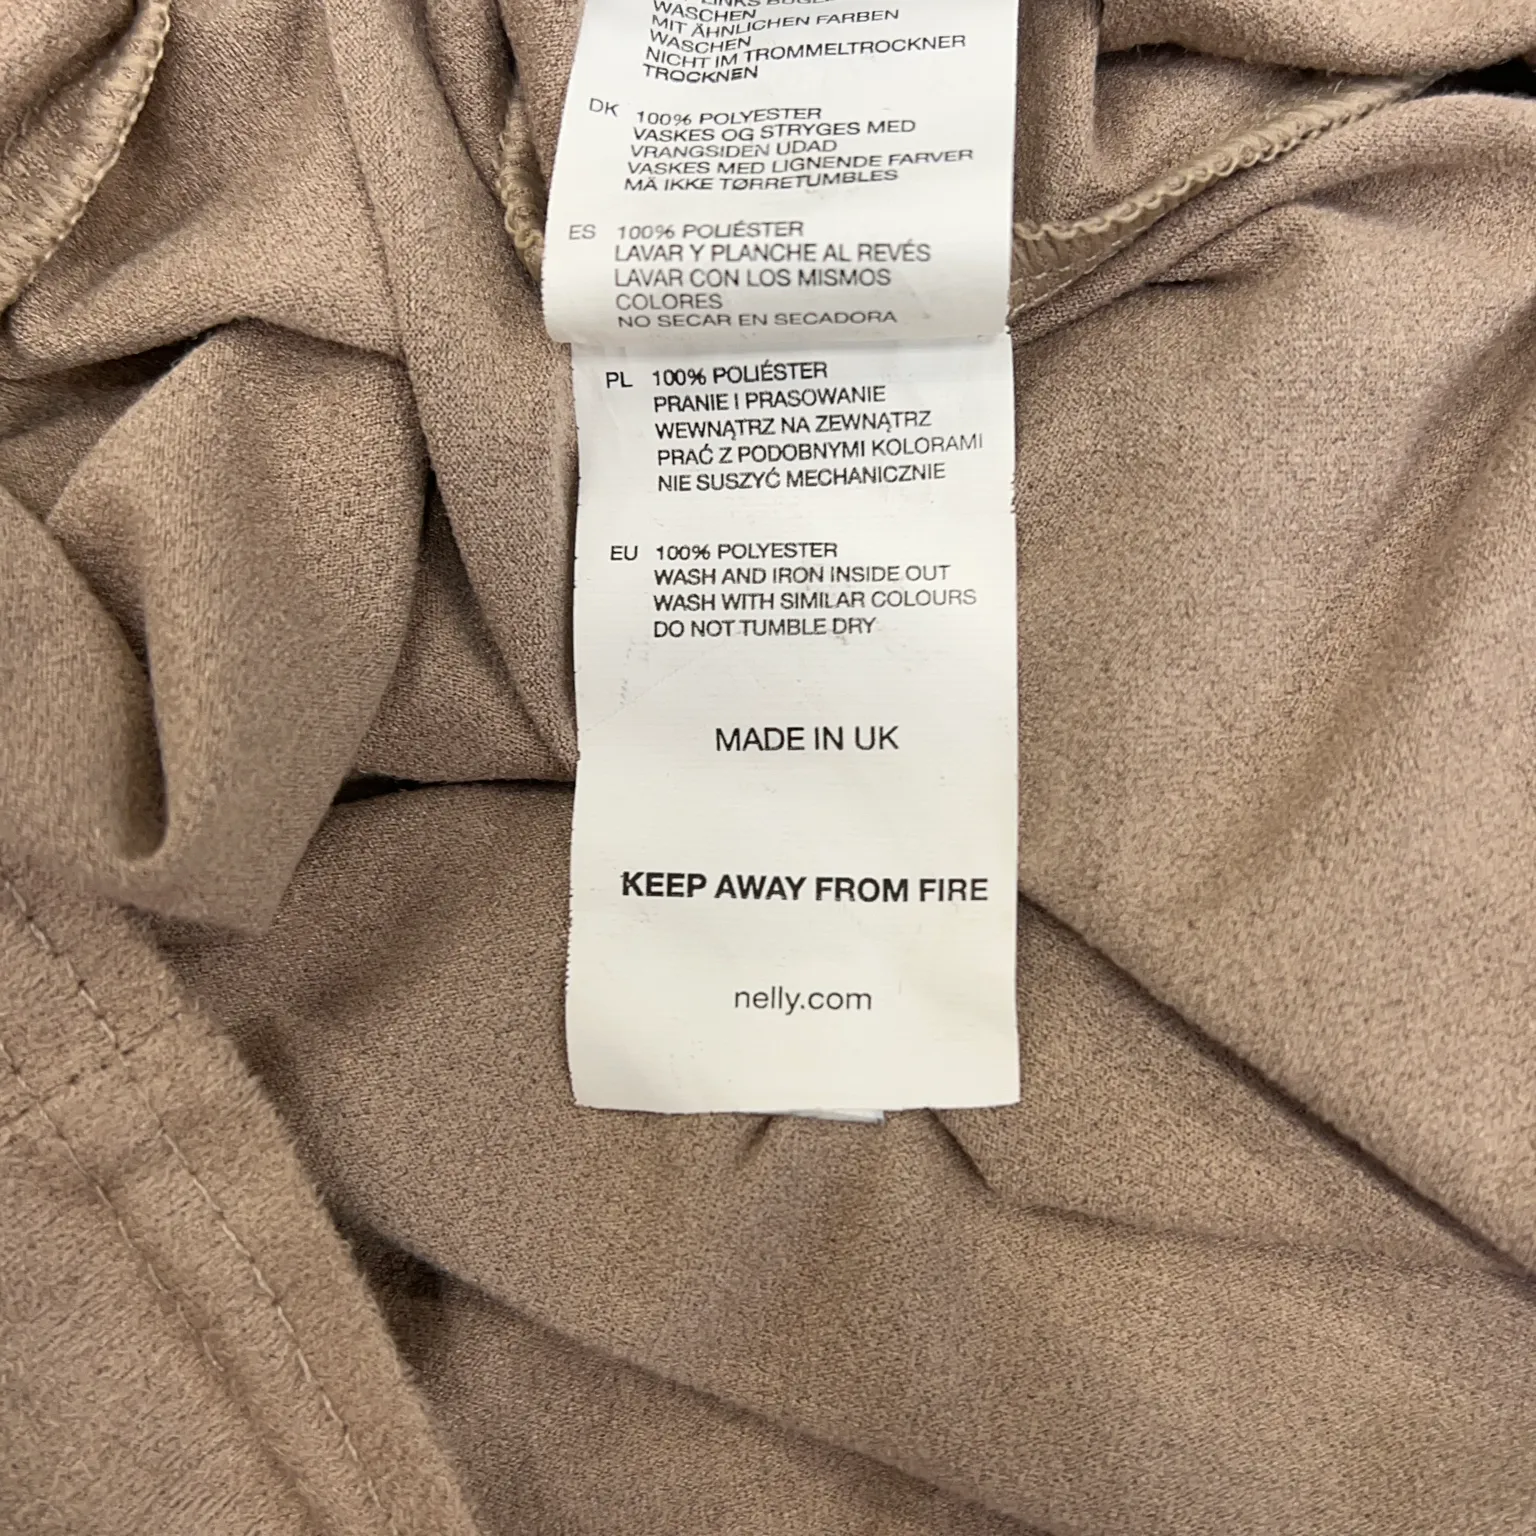 LINKS
WASCHEN
MIT ÄHNLICHEN FARBEN
WASCHEN
NICHT IM TROMMELTROCKNER
TROCKNEN
DK 100% POLYESTER
VASKES OG STRYGES MED
VRANGSIDEN UDAD
VASKES MED LIGNENDE FARVER
MÅ IKKE TØRRETUMBLES
ES 100% POLIÉSTER
LAVAR Y PLANCHE AL REVÉS
LAVAR CON LOS MISMOS
COLORES
NO SECAR EN SECADORA
PL 100% POLIÉSTER
PRANIE I PRASOWANIE
WEWNĄTRZ NA ZEWNĄTRZ
PRAĆ Z PODOBNYMI KOLORAMI
NIE SUSZYĆ MECHANICZNIE
EU 100% POLYESTER
WASH AND IRON INSIDE OUT
WASH WITH SIMILAR COLOURS
DO NOT TUMBLE DRY
MADE IN UK
KEEP AWAY FROM FIRE
nelly.com